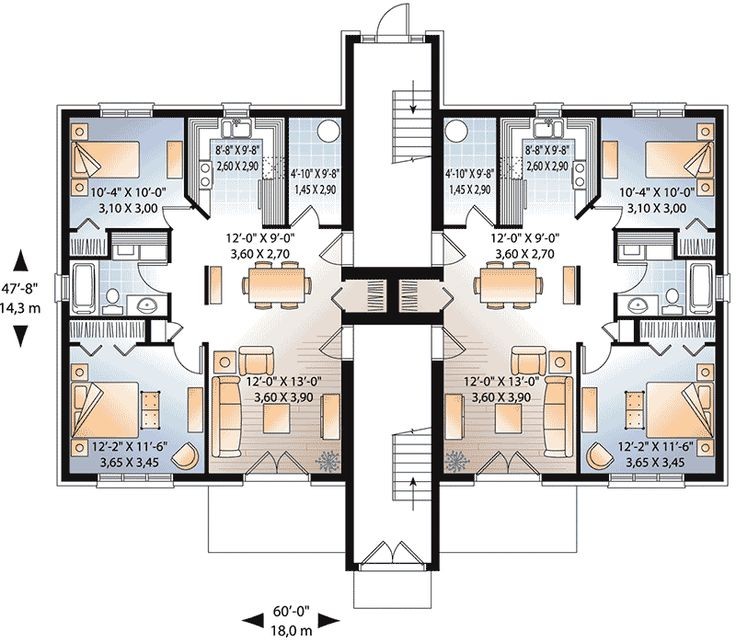 8'-8" X 9'-8"
2,60 X 2,90
4'-10" X 9'-8"
1,45 X 2,90
10'-4" X 10'-0"
3,10 X 3,00
12'-0" X 9'-0"
3,60 X 2,70
12'-0" X 13'-0"
3,60 X 3,90
12'-2" X 11'-6"
3,65 X 3,45
4'-10" X 9'-8"
1,45 X 2,90
8'-8" X 9'-8"
2,60 X 2,90
10'-4" X 10'-0"
3,10 X 3,00
12'-0" X 9'-0"
3,60 X 2,70
12'-0" X 13'-0"
3,60 X 3,90
12'-2" X 11'-6"
3,65 X 3,45
47'-8"
14,3 m
60'-0"
18,0 m